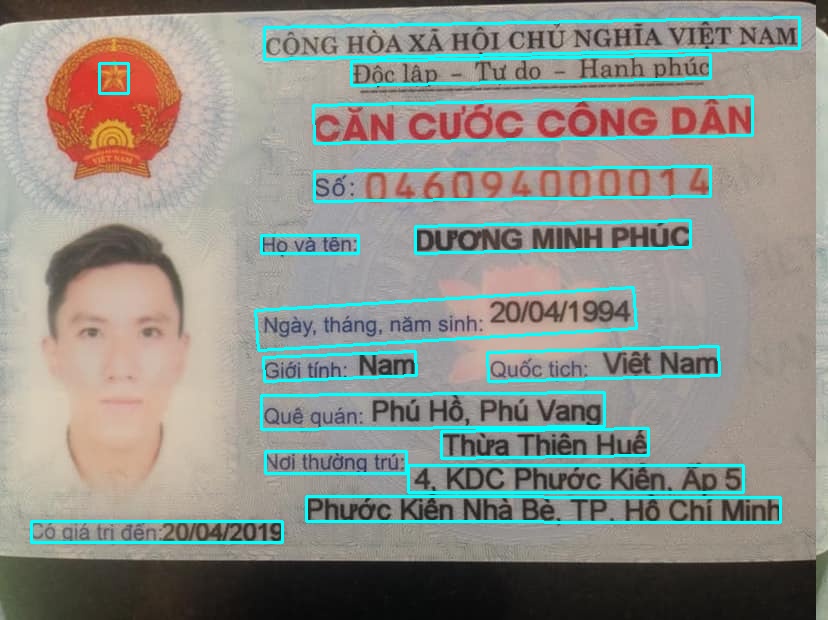 CỘNG HÒA XÃ HỘI CHỦ NGHĨA VIỆT NAM
Độc lập - Tự do - Hạnh phúc
CĂN CƯỚC CÔNG DÂN
Số: 046094000014
Họ và tên: DƯƠNG MINH PHÚC
Ngày, tháng, năm sinh: 20/04/1994
Giới tính: Nam Quốc tịch: Việt Nam
Quê quán: Phú Hồ, Phú Vang
Thừa Thiên Huế
Nơi thường trú: 4, KDC Phước Kiên, Ấp 5
Phước Kiên Nhà Bè, TP. Hồ Chí Minh
Có giá trị đến: 20/04/2019
VIỆT NAM